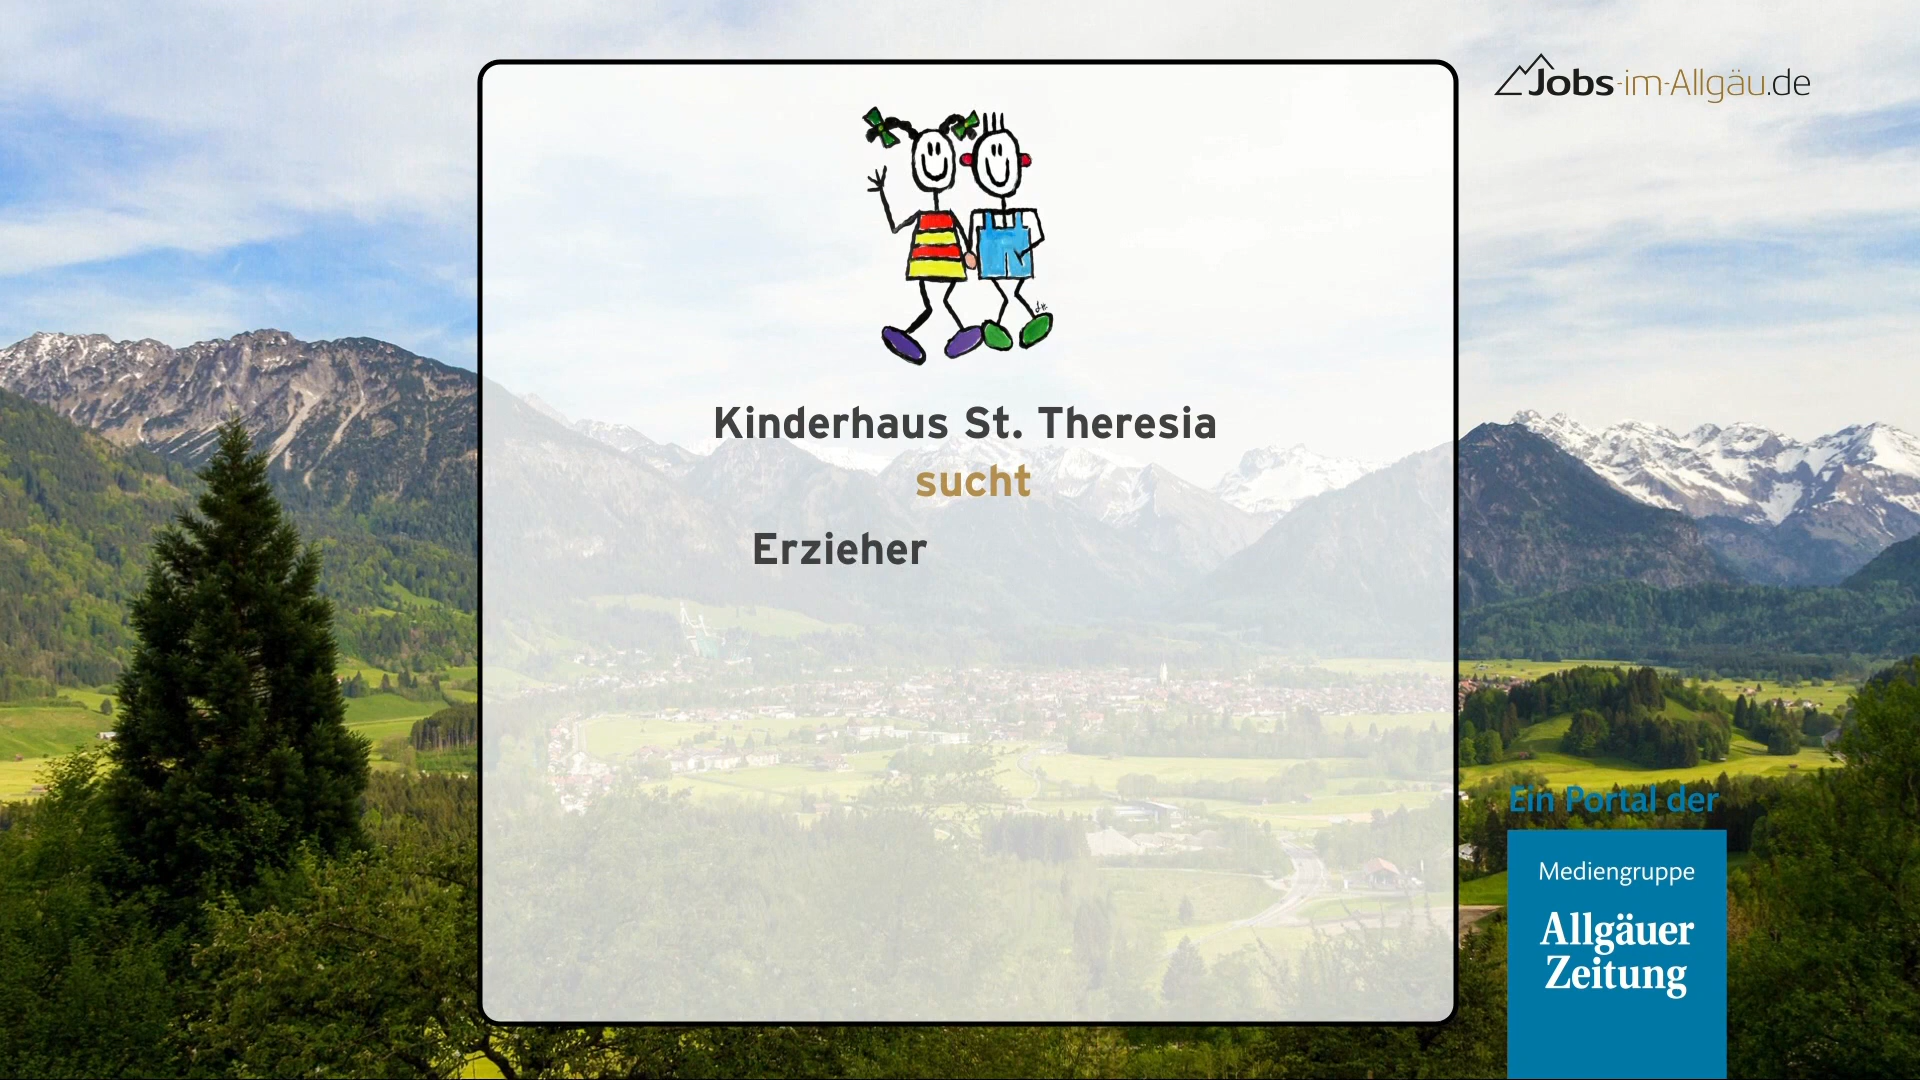 Jobs-im-Allgäu.de
Kinderhaus St. Theresia
sucht
Erzieher
Ein Portal der
Mediengruppe
Allgäuer
Zeitung